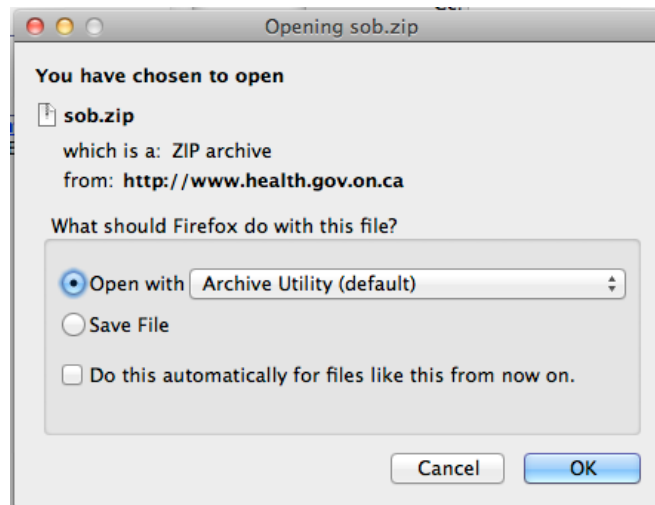 Opening sob.zip
You have chosen to open
sob.zip
which is a: ZIP archive
from: http://www.health.gov.on.ca
What should Firefox do with this file?
Open with Archive Utility (default)
Save File
Do this automatically for files like this from now on.
Cancel OK